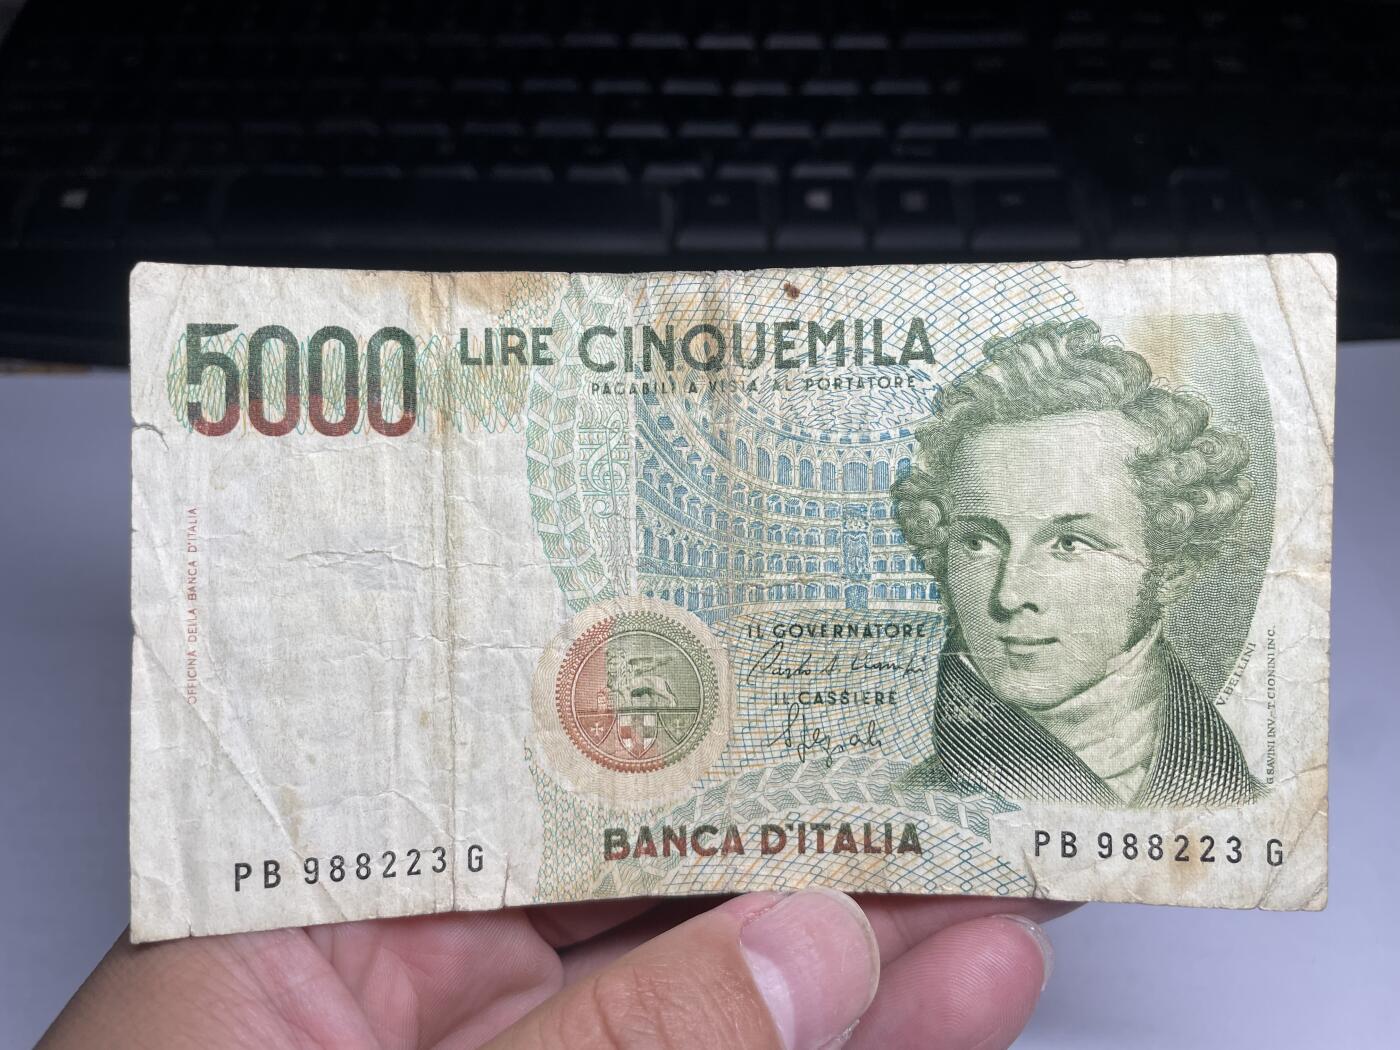 5000
LIRE CINQUEMILA
PAGABILI A VISTA AL PORTATORE
OFFICINA DELLA BANCA D'ITALIA
IL GOVERNATORE
IL CASSIERE
V. BELLINI
G. SAVINI INV. - T. CIONINI INC.
BANCA D'ITALIA
PB 988223 G
PB 988223 G